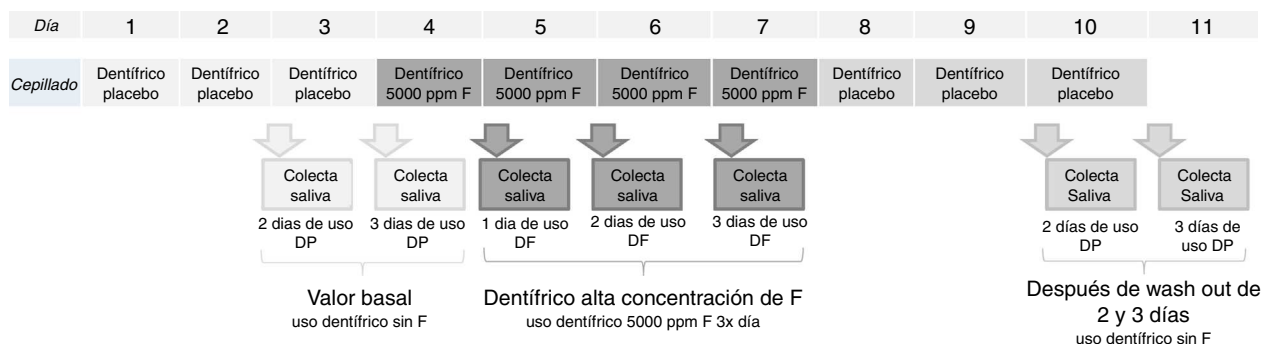 Día 1 2 3 4 5 6 7 8 9 10 11
Cepillado
Dentífrico
placebo
Dentífrico
placebo
Dentífrico
placebo
Dentífrico
5000 ppm F
Dentífrico
5000 ppm F
Dentífrico
5000 ppm F
Dentífrico
5000 ppm F
Dentífrico
placebo
Dentífrico
placebo
Dentífrico
placebo
Colecta
saliva
2 dias de uso
DP
Colecta
saliva
3 dias de uso
DP
Colecta
saliva
1 dia de uso
DF
Colecta
saliva
2 dias de uso
DF
Colecta
saliva
3 dias de uso
DF
Colecta
Saliva
2 días de uso
DP
Colecta
Saliva
3 días de
uso DP
Valor basal
uso dentífrico sin F
Dentífrico alta concentración de F
uso dentífrico 5000 ppm F 3x día
Después de wash out de
2 y 3 días
uso dentífrico sin F